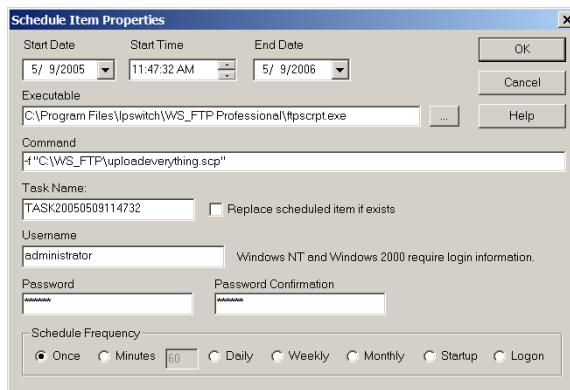 Schedule Item Properties
Start Date Start Time End Date
5/ 9/2005 11:47:32 AM 5/ 9/2006
OK
Cancel
Executable
C:\Program Files\Ipswitch\WS_FTP Professional\ftpscrpt.exe ... Help
Command
-f "C:\WS_FTP\uploadeverything.scp"
Task Name:
TASK20050509114732 Replace scheduled item if exists
Username
administrator Windows NT and Windows 2000 require login information.
Password Password Confirmation
****** ******
Schedule Frequency
Once Minutes 60 Daily Weekly Monthly Startup Logon